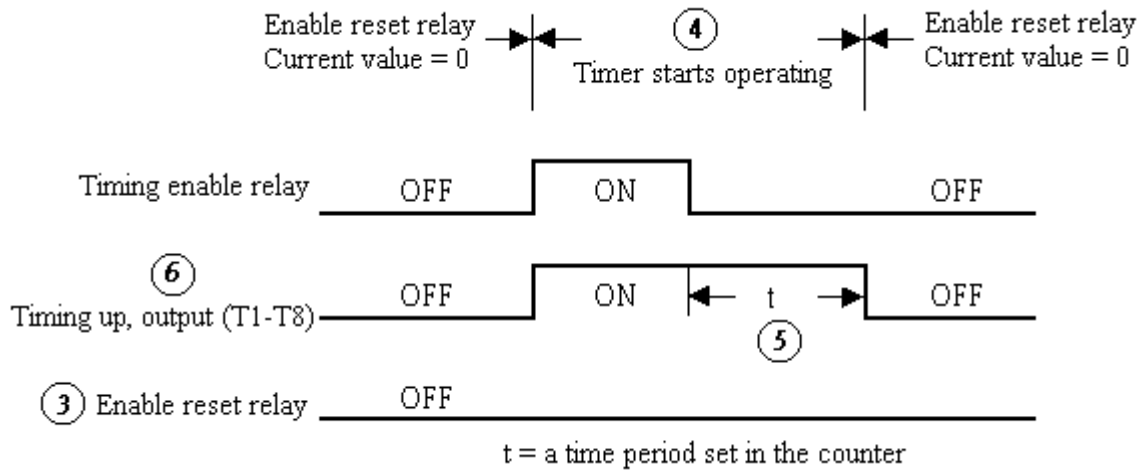 Enable reset relay
Current value = 0
4
Timer starts operating
Enable reset relay
Current value = 0
Timing enable relay
OFF
ON
OFF
6
Timing up, output (T1-T8)
OFF
ON
t
OFF
5
3 Enable reset relay
OFF
t = a time period set in the counter